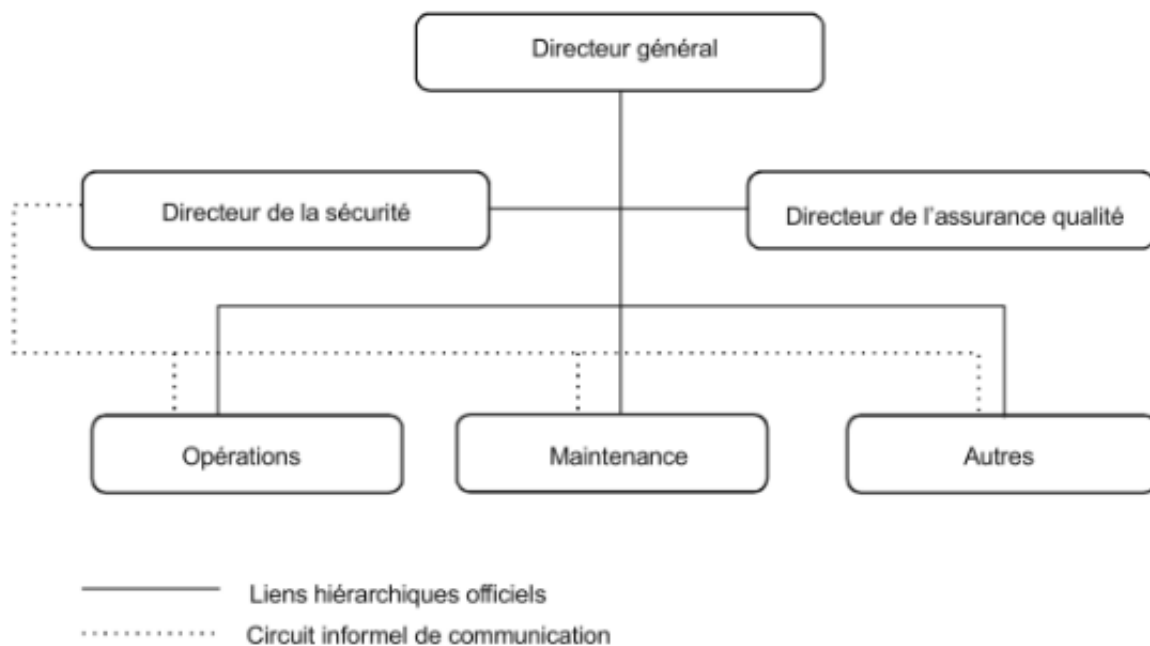 Directeur général
Directeur de la sécurité
Directeur de l'assurance qualité
Opérations
Maintenance
Autres
Liens hiérarchiques officiels
Circuit informel de communication